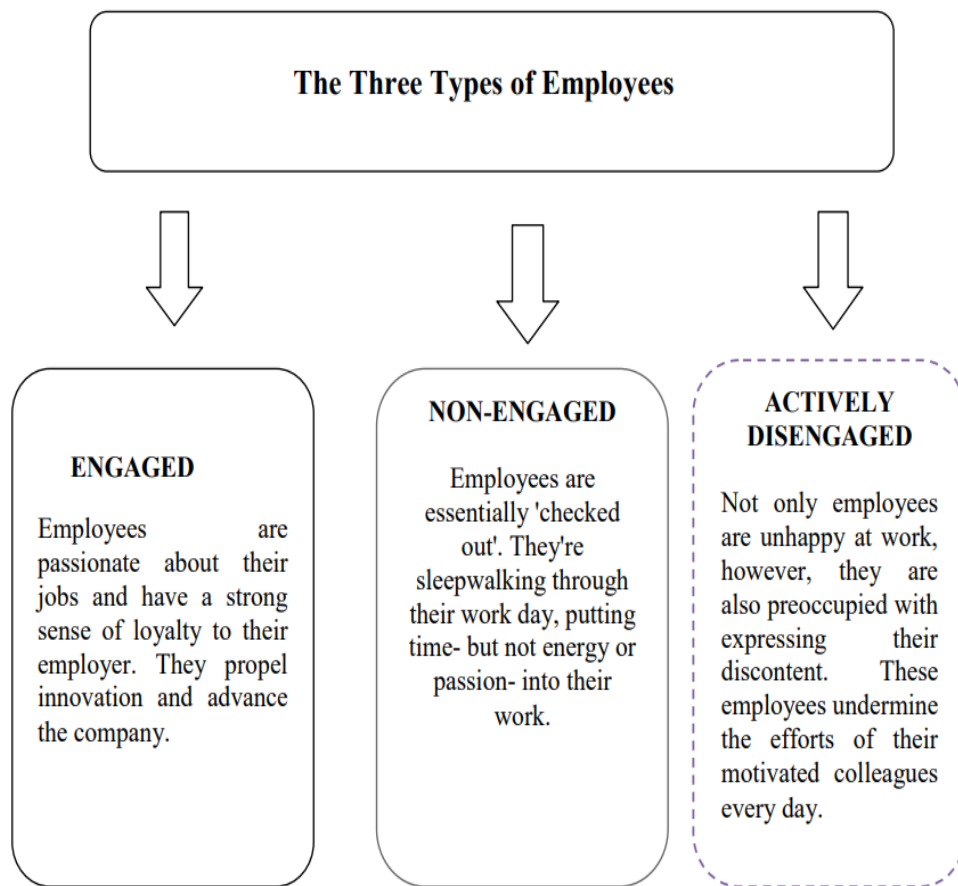 The Three Types of Employees
ENGAGED
Employees are
passionate about their
jobs and have a strong
sense of loyalty to their
employer. They propel
innovation and advance
the company.
NON-ENGAGED
Employees are
essentially 'checked
out'. They're
sleepwalking through
their work day, putting
time- but not energy or
passion- into their
work.
ACTIVELY
DISENGAGED
Not only employees
are unhappy at work,
however, they are
also preoccupied with
expressing their
discontent. These
employees undermine
the efforts of their
motivated colleagues
every day.